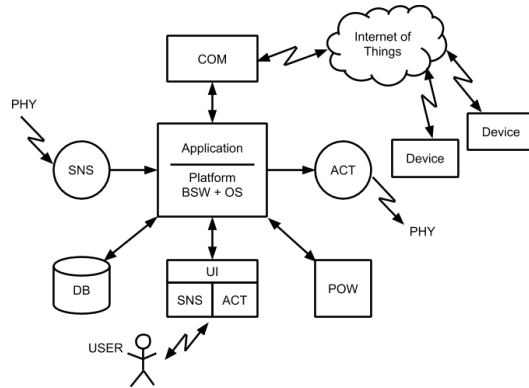 Internet of
Things
COM
PHY
Device
Application
Device
SNS
Platform
BSW + OS
ACT
PHY
UI
DB
SNS
ACT
POW
USER